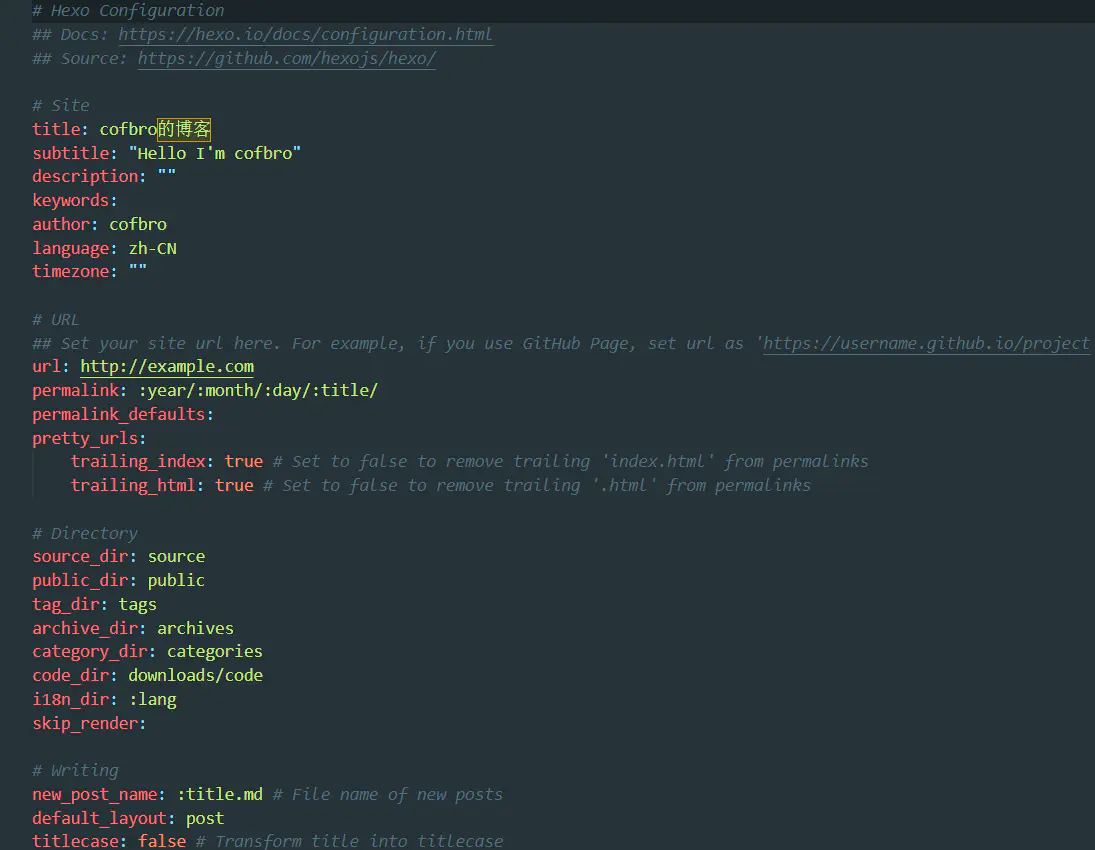 # Hexo Configuration
## Docs: https://hexo.io/docs/configuration.html
## Source: https://github.com/hexojs/hexo/
# Site
title: cofbro的博客
subtitle: "Hello I'm cofbro"
description: ""
keywords:
author: cofbro
language: zh-CN
timezone: ""
# URL
## Set your site url here. For example, if you use GitHub Page, set url as 'https://username.github.io/project
url: http://example.com
permalink: :year/:month/:day/:title/
permalink_defaults:
pretty_urls:
trailing_index: true # Set to false to remove trailing 'index.html' from permalinks
trailing_html: true # Set to false to remove trailing '.html' from permalinks
# Directory
source_dir: source
public_dir: public
tag_dir: tags
archive_dir: archives
category_dir: categories
code_dir: downloads/code
i18n_dir: :lang
skip_render:
# Writing
new_post_name: :title.md # File name of new posts
default_layout: post
titlecase: false # Transform title into titlecase